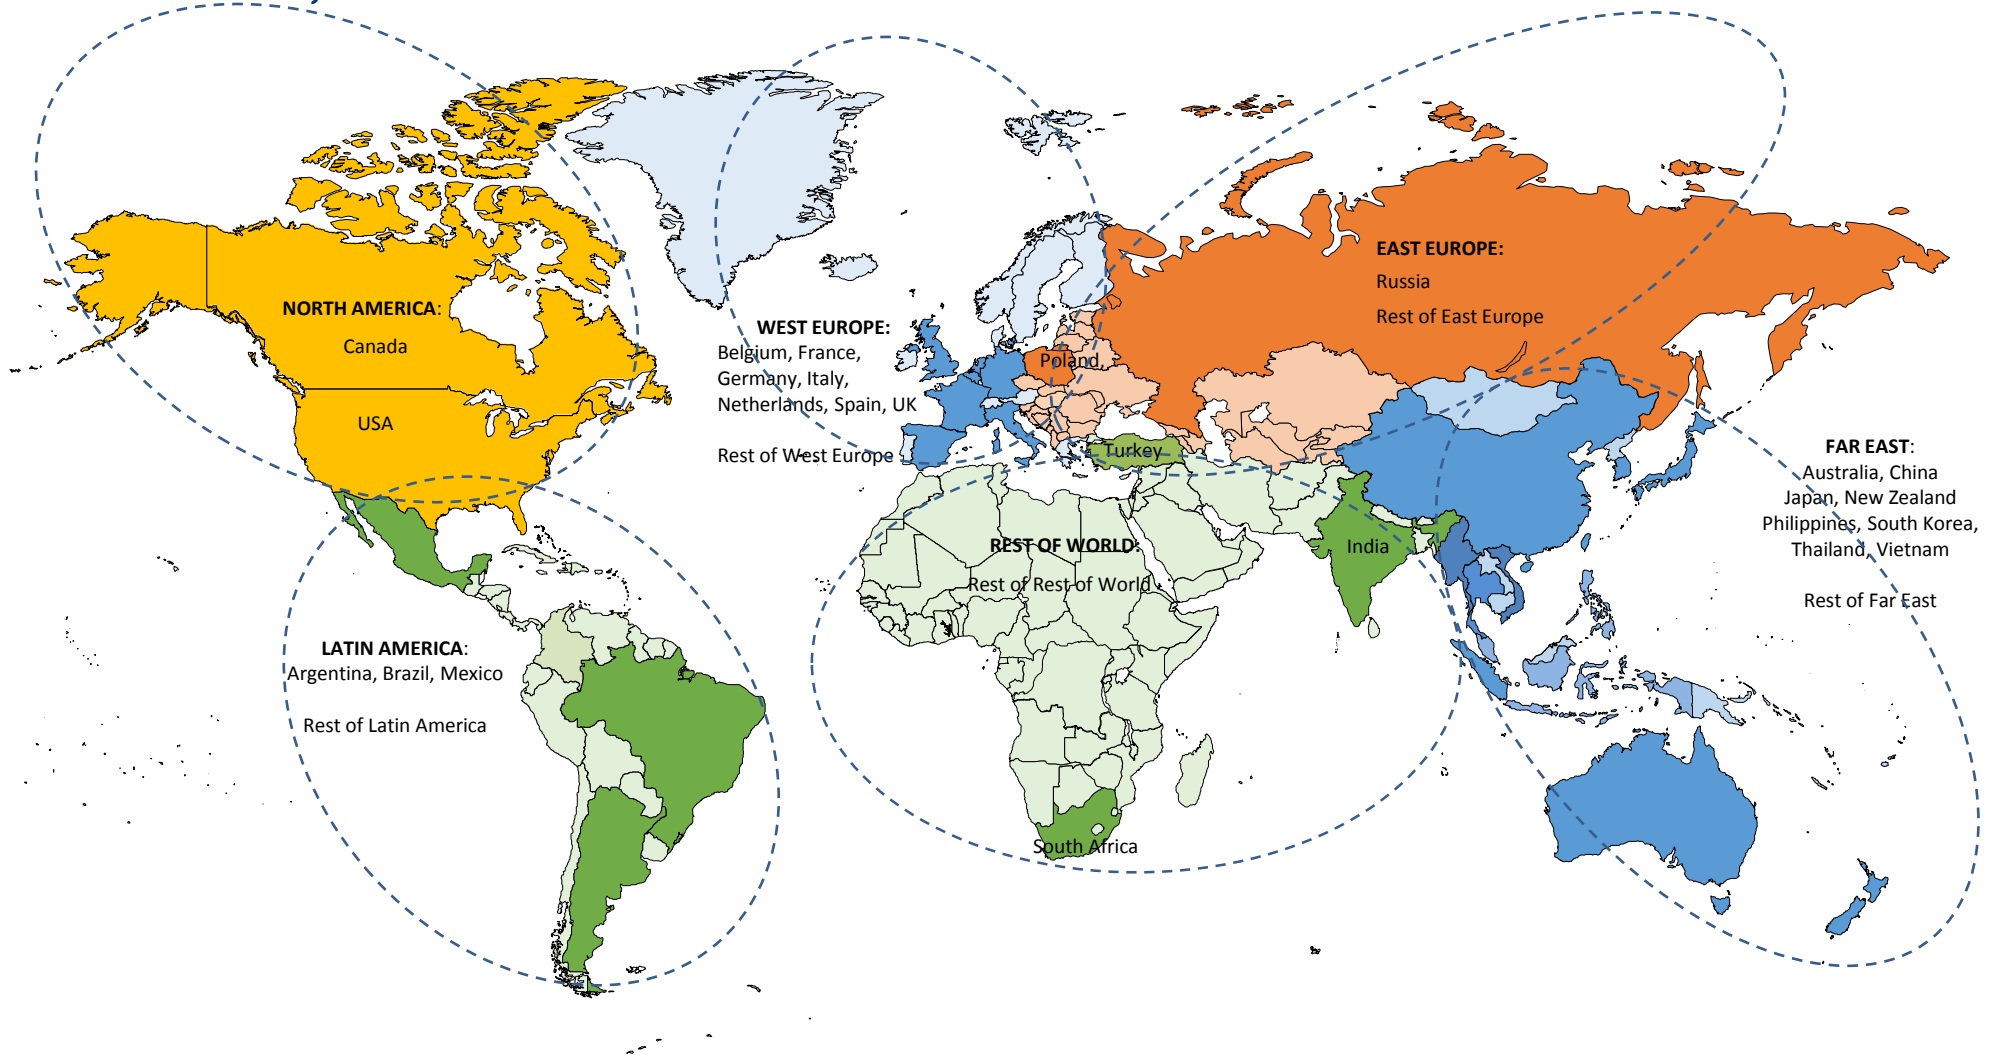 NORTH AMERICA:
Canada
USA
WEST EUROPE:
Belgium, France,
Germany, Italy,
Netherlands, Spain, UK
Rest of West Europe
EAST EUROPE:
Russia
Rest of East Europe
Poland,
Turkey
FAR EAST:
Australia, China
Japan, New Zealand
Philippines, South Korea,
Thailand, Vietnam
Rest of Far East
REST OF WORLD:
Rest of Rest of World
India
South Africa
LATIN AMERICA:
Argentina, Brazil, Mexico
Rest of Latin America